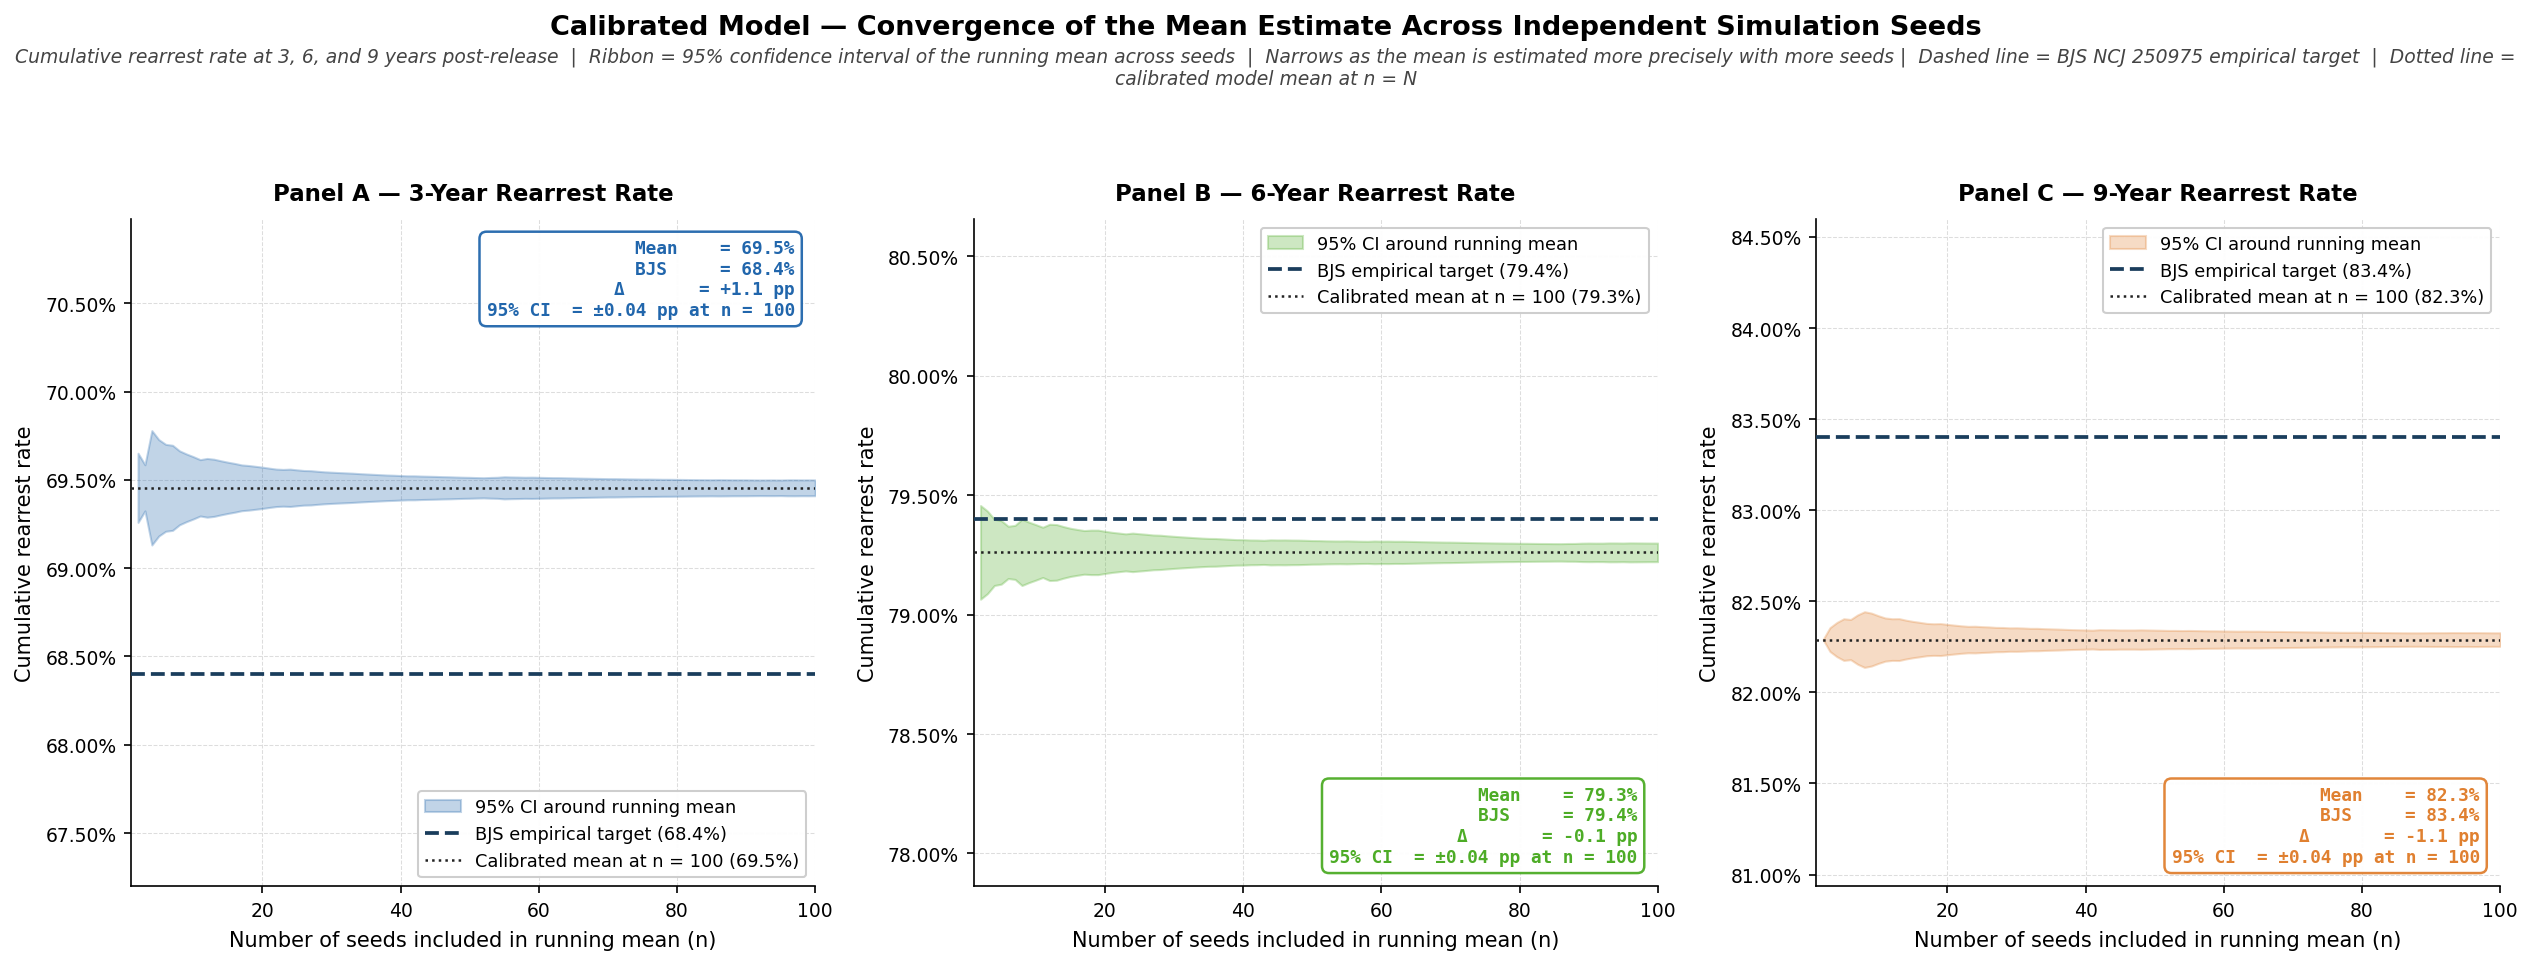 Calibrated Model — Convergence of the Mean Estimate Across Independent Simulation Seeds
Cumulative rearrest rate at 3, 6, and 9 years post-release | Ribbon = 95% confidence interval of the running mean across seeds | Narrows as the mean is estimated more precisely with more seeds | Dashed line = BJS NCJ 250975 empirical target | Dotted line =
calibrated model mean at n = N
Panel A — 3-Year Rearrest Rate
Cumulative rearrest rate
70.50%
70.00%
69.50%
69.00%
68.50%
68.00%
67.50%
Mean = 69.5%
BJS = 68.4%
Δ = +1.1 pp
95% CI = ±0.04 pp at n = 100
95% CI around running mean
BJS empirical target (68.4%)
Calibrated mean at n = 100 (69.5%)
20 40 60 80 100
Number of seeds included in running mean (n)
Panel B — 6-Year Rearrest Rate
Cumulative rearrest rate
80.50%
80.00%
79.50%
79.00%
78.50%
78.00%
95% CI around running mean
BJS empirical target (79.4%)
Calibrated mean at n = 100 (79.3%)
Mean = 79.3%
BJS = 79.4%
Δ = -0.1 pp
95% CI = ±0.04 pp at n = 100
20 40 60 80 100
Number of seeds included in running mean (n)
Panel C — 9-Year Rearrest Rate
Cumulative rearrest rate
84.50%
84.00%
83.50%
83.00%
82.50%
82.00%
81.50%
81.00%
95% CI around running mean
BJS empirical target (83.4%)
Calibrated mean at n = 100 (82.3%)
Mean = 82.3%
BJS = 83.4%
Δ = -1.1 pp
95% CI = ±0.04 pp at n = 100
20 40 60 80 100
Number of seeds included in running mean (n)